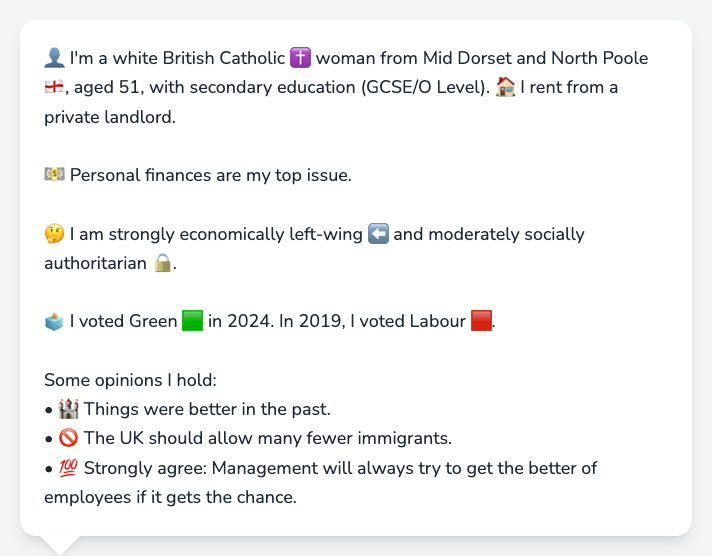 👤 I'm a white British Catholic ✝️ woman from Mid Dorset and North Poole
🏴󠁧󠁢󠁥󠁮󠁧󠁿, aged 51, with secondary education (GCSE/O Level). 🏠 I rent from a
private landlord.
💵 Personal finances are my top issue.
🤔 I am strongly economically left-wing ⬅️ and moderately socially
authoritarian 🔒.
🗳️ I voted Green 🟩 in 2024. In 2019, I voted Labour 🟥.
Some opinions I hold:
• 🏰 Things were better in the past.
• 🚫 The UK should allow many fewer immigrants.
• 💯 Strongly agree: Management will always try to get the better of
employees if it gets the chance.